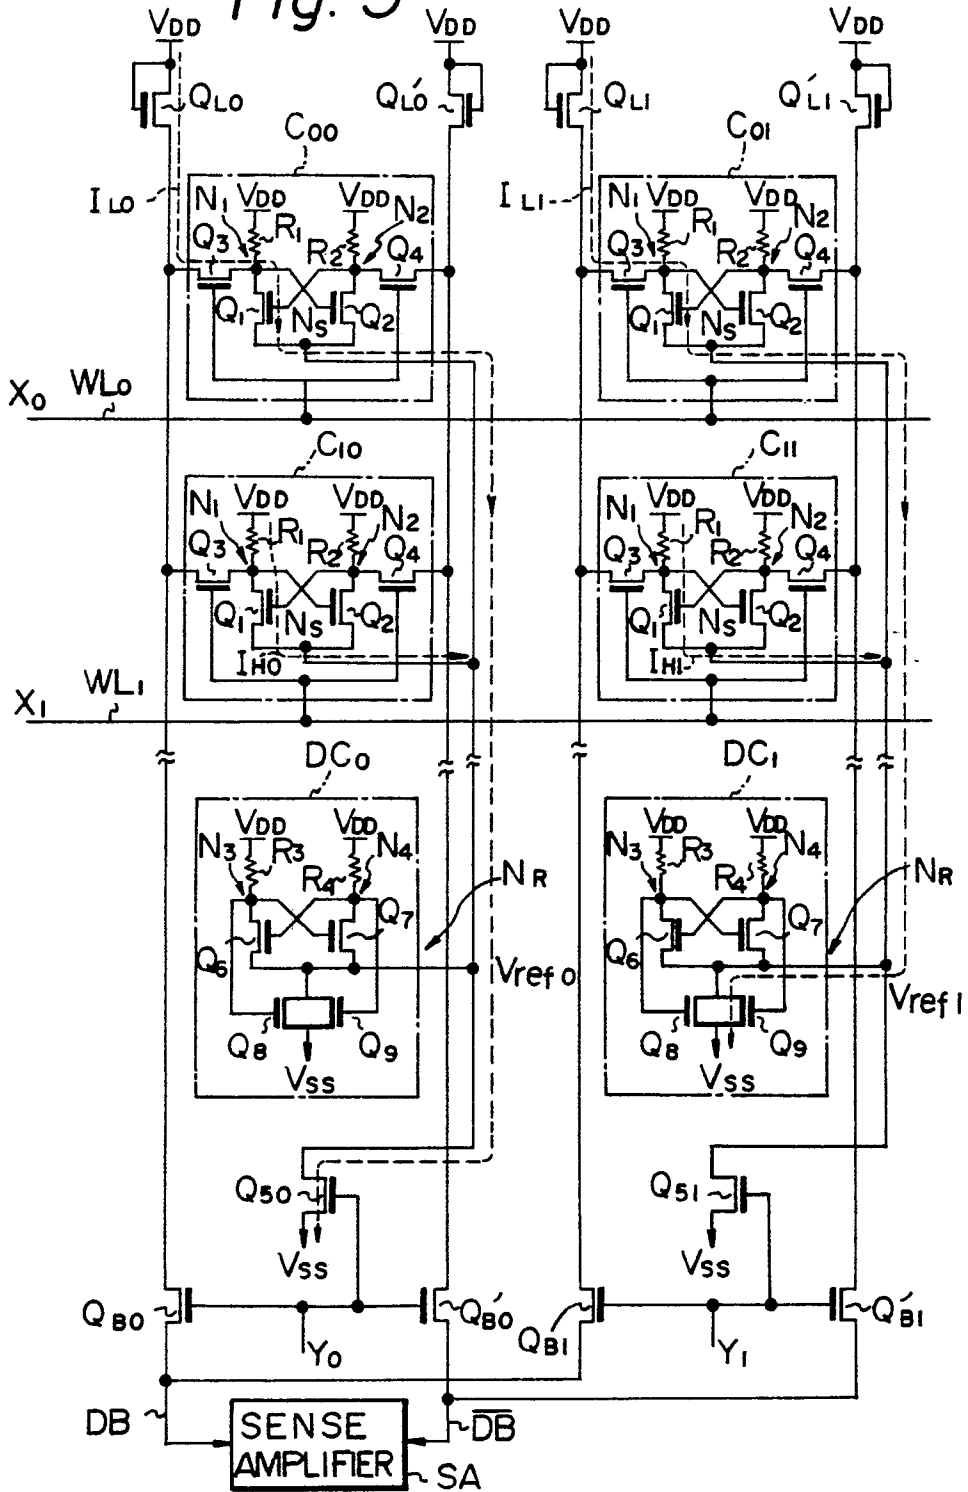 Fig. 5
VDD VDD VDD VDD
QL0 QL0' QL1 QL1'
C00 C01
IL0 N1 VDD VDD N2 IL1 N1 VDD VDD N2
Q3 R1 R2 Q4 Q3 R1 R2 Q4
Q1 NS Q2 Q1 NS Q2
X0 WL0
C10 C11
N1 VDD VDD N2 N1 VDD VDD N2
Q3 R1 R2 Q4 Q3 R1 R2 Q4
Q1 NS Q2 Q1 NS Q2
IH0 IH1
X1 WL1
DC0 DC1
N3 VDD VDD N4 N3 VDD VDD N4
R3 R4 NR R3 R4 NR
Q6 Q7 Q6 Q7
Vref0 Vref1
Q8 Q9 Q8 Q9
VSS VSS
Q50 Q51
VSS VSS
QB0 QB0' QB1 QB1'
Y0 Y1
DB DB̅
SENSE
AMPLIFIER
SA